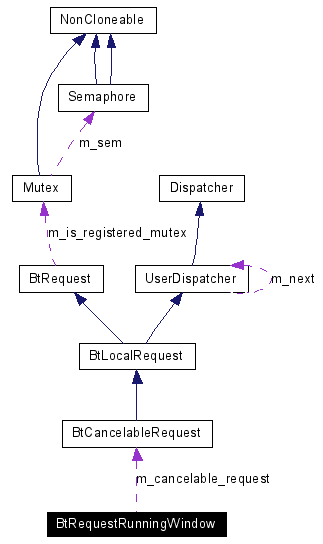 NonCloneable
Semaphore
m_sem
Mutex
Dispatcher
m_is_registered_mutex
BtRequest
UserDispatcher
m_next
BtLocalRequest
BtCancelableRequest
m_cancelable_request
BtRequestRunningWindow